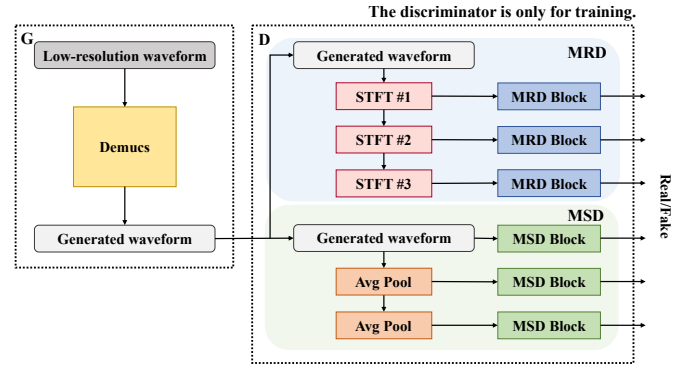 The discriminator is only for training.
G
Low-resolution waveform
Demucs
Generated waveform
D
MRD
Generated waveform
STFT #1
MRD Block
STFT #2
MRD Block
STFT #3
MRD Block
MSD
Generated waveform
MSD Block
Avg Pool
MSD Block
Avg Pool
MSD Block
Real/Fake